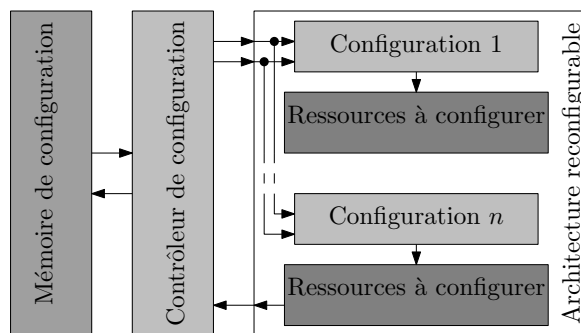 Mémoire de configuration
Contrôleur de configuration
Configuration 1
Ressources à configurer
Configuration n
Ressources à configurer
Architecture reconfigurable